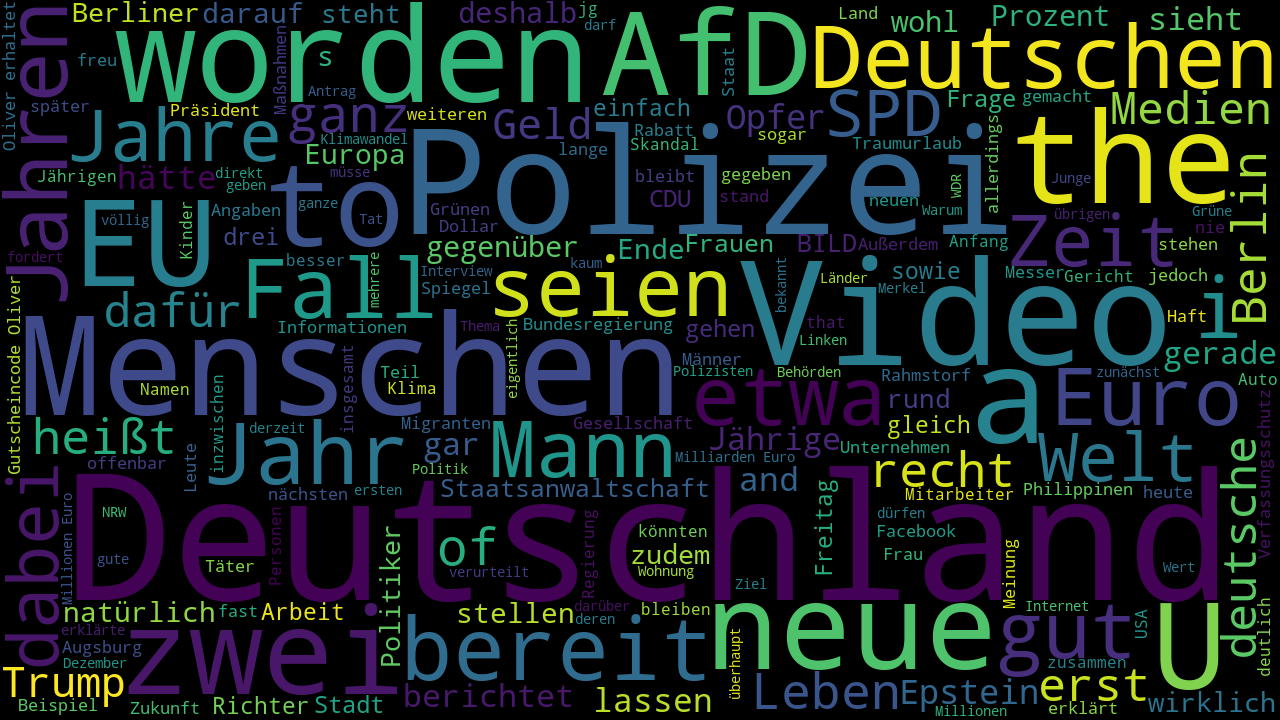 Oliver erhaltet
Jahren
Berliner
darauf
steht
deshalb
jg
darf
Land
wohl
Prozent
sieht
freu
worden
s
AfD
Staat
Deutschen
Maßnahmen
Antrag
später
Präsident
ganz
weiteren
einfach
Opfer
SPD
Frage
gemacht
Medien
Jahre
Klimawandel
Geld
Rabatt
sogar
the
Europa
lange
Skandal
Traumurlaub
allerdings
Jährigen
hätte
direkt
geben
müsse
to
Polizei
bleibt
gegeben
WDR
Junge
Berlin
EU
völlig
Kinder
Angaben
ganze
Tat
Grünen
Dollar
CDU
stand
neuen
Warum
Zeit
übrigen
Grüne
nie
fordert
drei
gegenüber
Ende
Frauen
BILD
Außerdem
Anfang
stehen
besser
mehrere
Interview
Spiegel
kaum
seien
Video
bekannt
Länder
sowie
Merkel
Messer
Gericht
jedoch
i
dafür
Fall
Gutscheincode Oliver
Menschen
Informationen
Thema
eigentlich
Bundesregierung
gehen
that
Linken
Haft
gerade
Namen
insgesamt
Teil
Klima
Männer
Polizisten
Behörden
Rahmstorf
zunächst
Auto
etwa
a
Euro
rund
heißt
inzwischen
derzeit
Migranten
Gesellschaft
gleich
Verfassungsschutz
offenbar
Leute
Jahr
gar
Mann
Jährige
Unternehmen
Welt
deutsche
Politik
Milliarden Euro
recht
dabei
Millionen Euro
nächsten
ersten
Staatsanwaltschaft
and
Mitarbeiter
Philippinen
heute
NRW
Deutschland
Personen
Politiker
of
Regierung
könnten
zudem
Freitag
dürfen
Facebook
Frau
Meinung
gute
Täter
verurteilt
Wohnung
Ziel
Wert
natürlich
fast
Arbeit
stellen
darüber
deren
bleiben
neue
Internet
USA
deutlich
erklärte
Augsburg
Dezember
zwei
bereit
überhaupt
gut
zusammen
U
Trump
Beispiel
Zukunft
Richter
Stadt
berichtet
lassen
Leben
Epstein
Millionen
erst
erklärt
wirklich